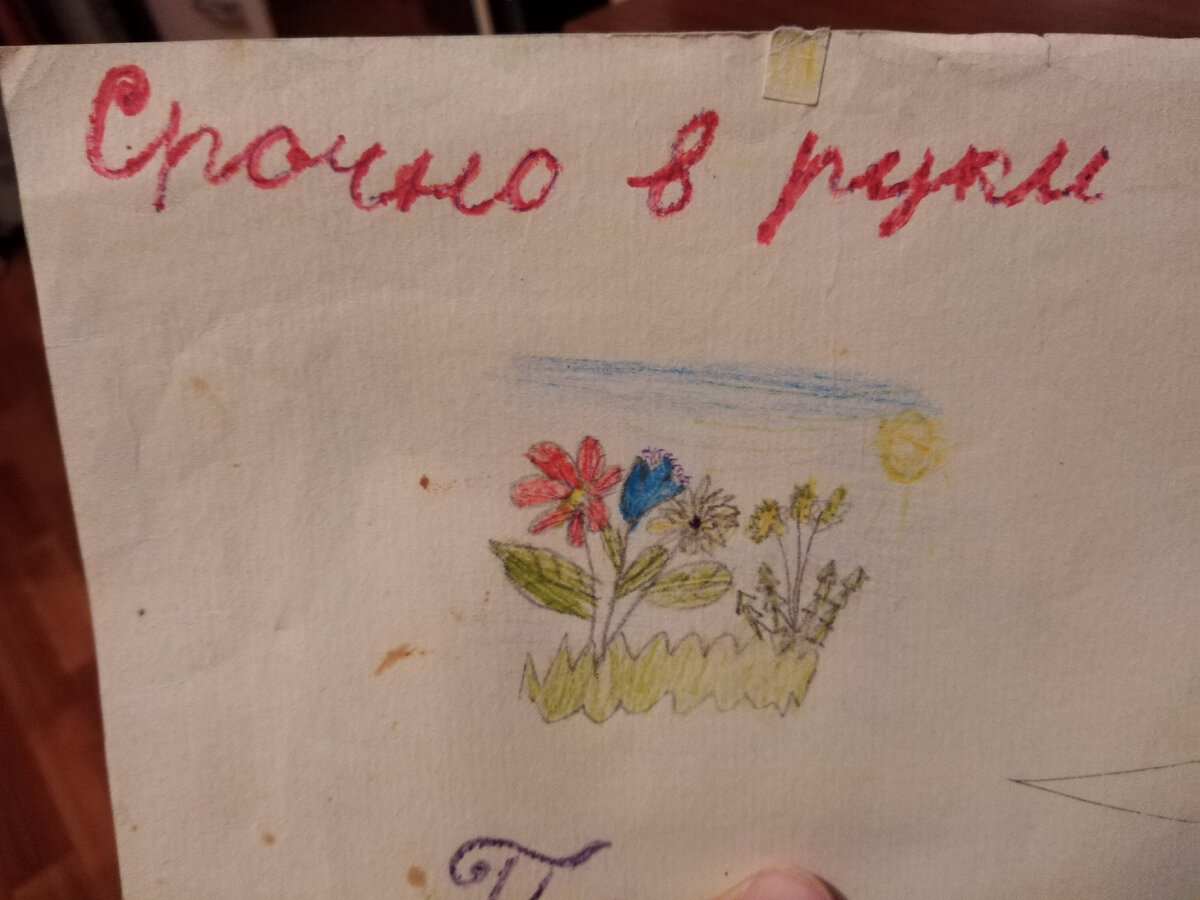 Срочно в руки
П